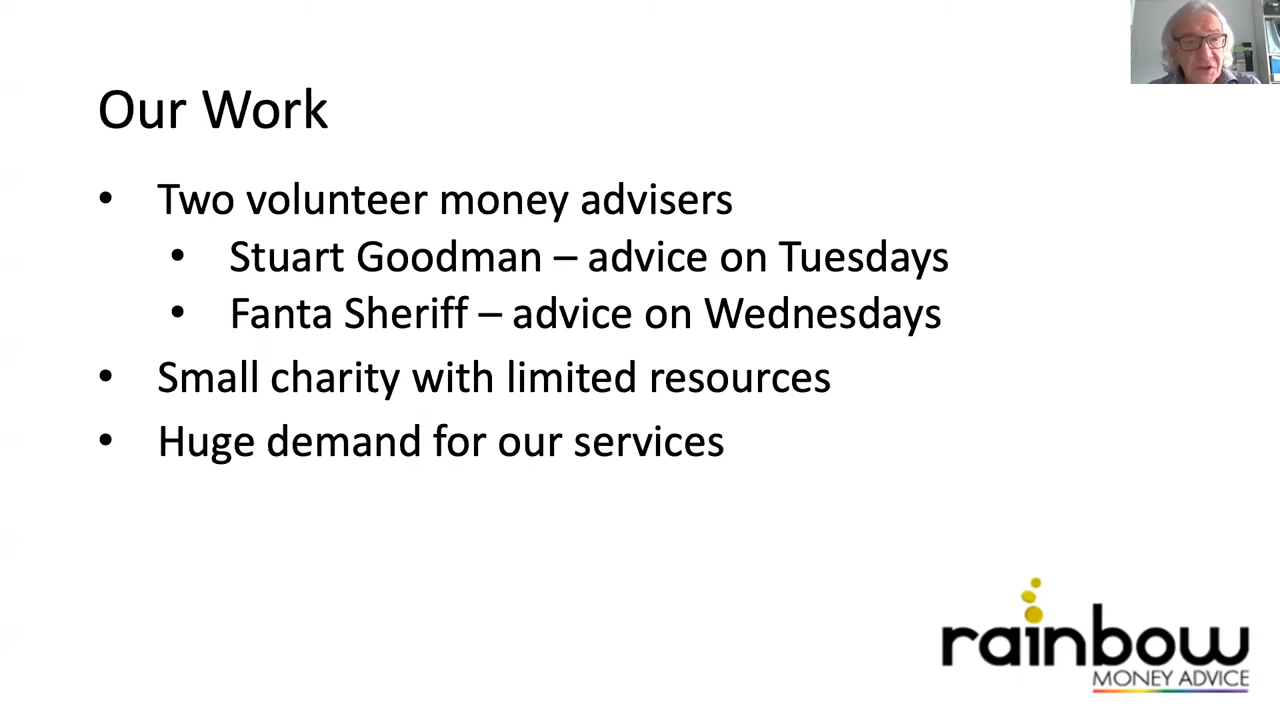 Our Work
• Two volunteer money advisers
• Stuart Goodman – advice on Tuesdays
• Fanta Sheriff – advice on Wednesdays
• Small charity with limited resources
• Huge demand for our services
rainbow
MONEY ADVICE